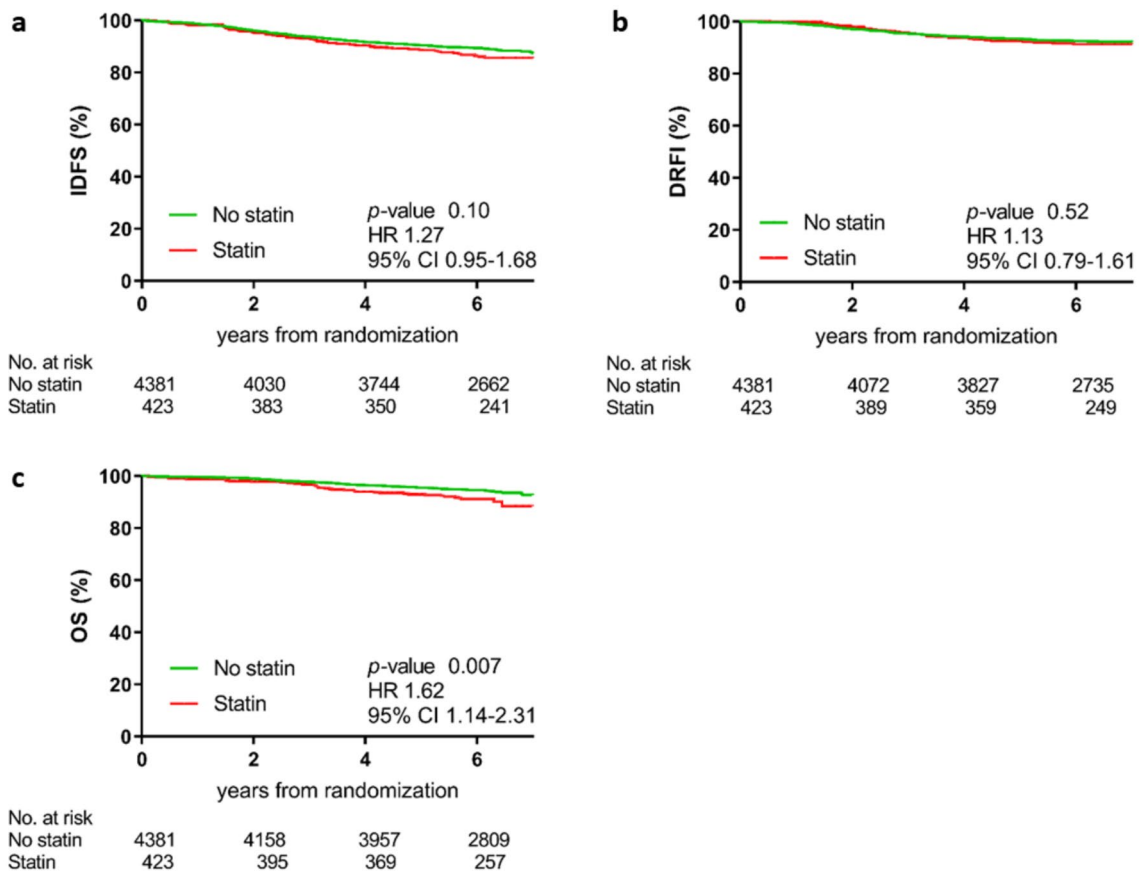 a
100
80
60
40
20
0
IDFS (%)
No statin
Statin
p-value 0.10
HR 1.27
95% CI 0.95-1.68
0 2 4 6
years from randomization
No. at risk
No statin 4381 4030 3744 2662
Statin 423 383 350 241
b
100
80
60
40
20
0
DRFI (%)
No statin
Statin
p-value 0.52
HR 1.13
95% CI 0.79-1.61
0 2 4 6
years from randomization
No. at risk
No statin 4381 4072 3827 2735
Statin 423 389 359 249
c
100
80
60
40
20
0
OS (%)
No statin
Statin
p-value 0.007
HR 1.62
95% CI 1.14-2.31
0 2 4 6
years from randomization
No. at risk
No statin 4381 4158 3957 2809
Statin 423 395 369 257